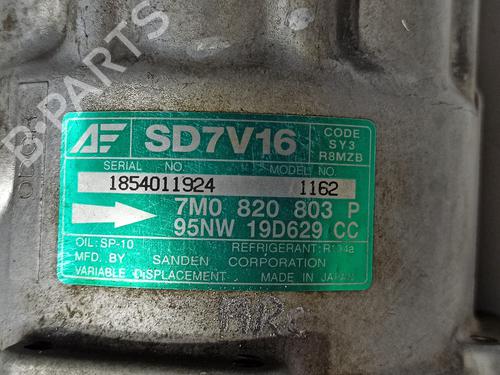 B-PARTS
AF SD7V16 CODE
SY3
R8MZB
SERIAL NO. MODEL NO.
1854011924 1162
7M0 820 803 P
95NW 19D629 CC
OIL: SP-10 REFRIGERANT: R134a
MFD. BY SANDEN CORPORATION
VARIABLE DISPLACEMENT MADE IN JAPAN